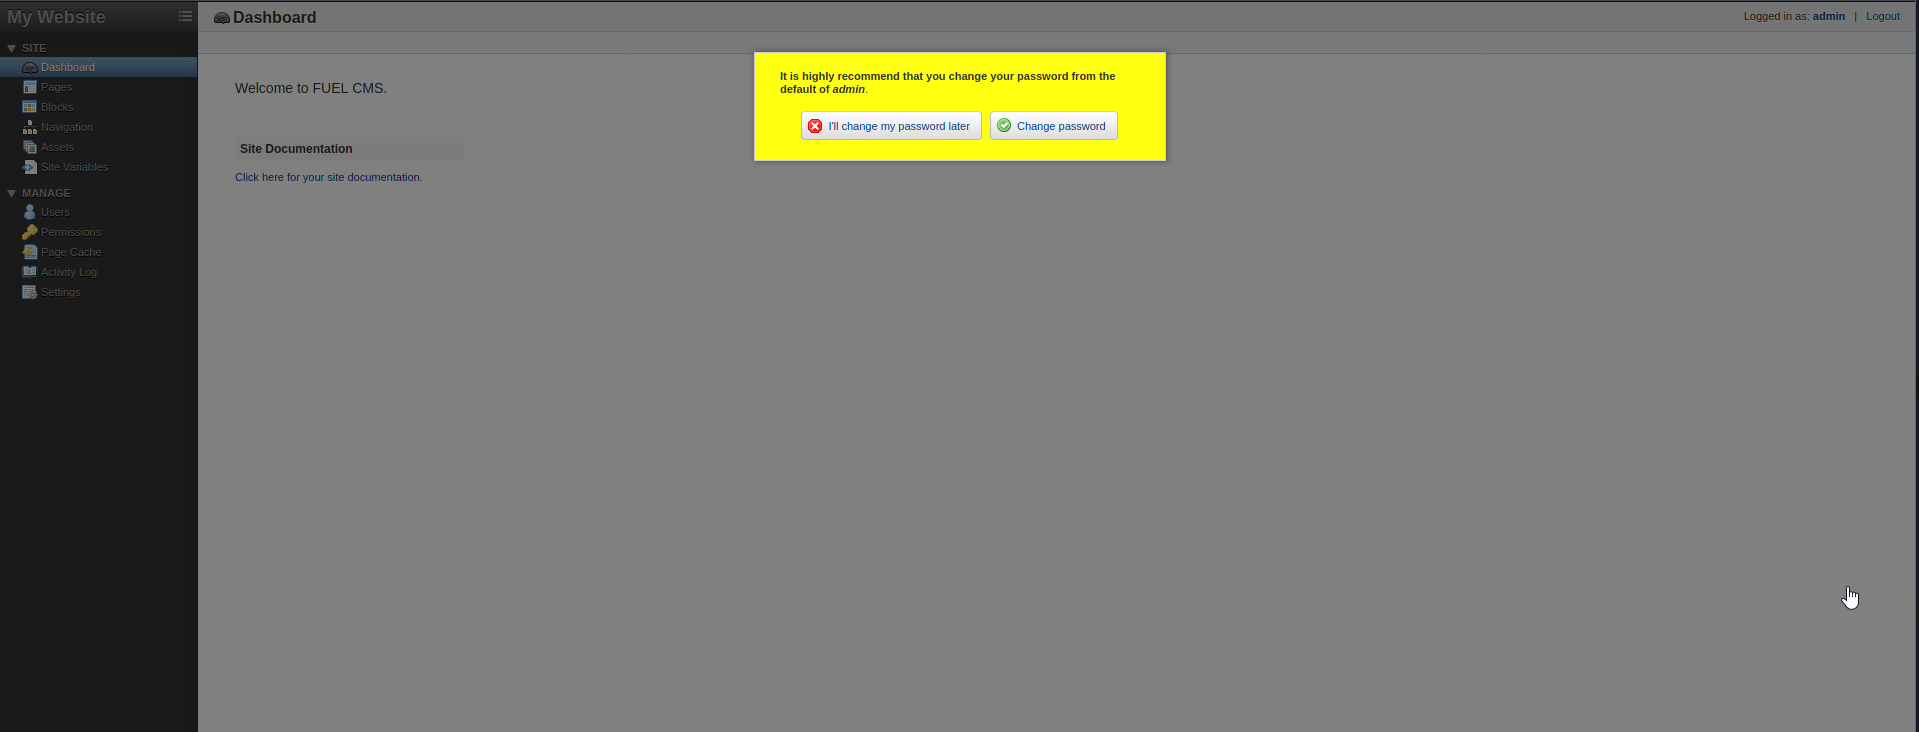 My Website
Dashboard
Logged in as: admin | Logout
SITE
Dashboard
Pages
Blocks
Navigation
Assets
Site Variables
MANAGE
Users
Permissions
Page Cache
Activity Log
Settings
Welcome to FUEL CMS.
Site Documentation
Click here for your site documentation.
It is highly recommend that you change your password from the
default of admin.
I'll change my password later
Change password